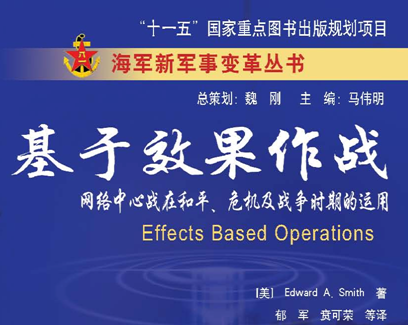 “十一五”国家重点图书出版规划项目
海军新军事变革丛书
总策划：魏 刚 主 编：马伟明
基于效果作战
网络中心战在和平、危机及战争时期的运用
Effects Based Operations
[美] Edward A. Smith 著
郁 军 贲可荣 等译